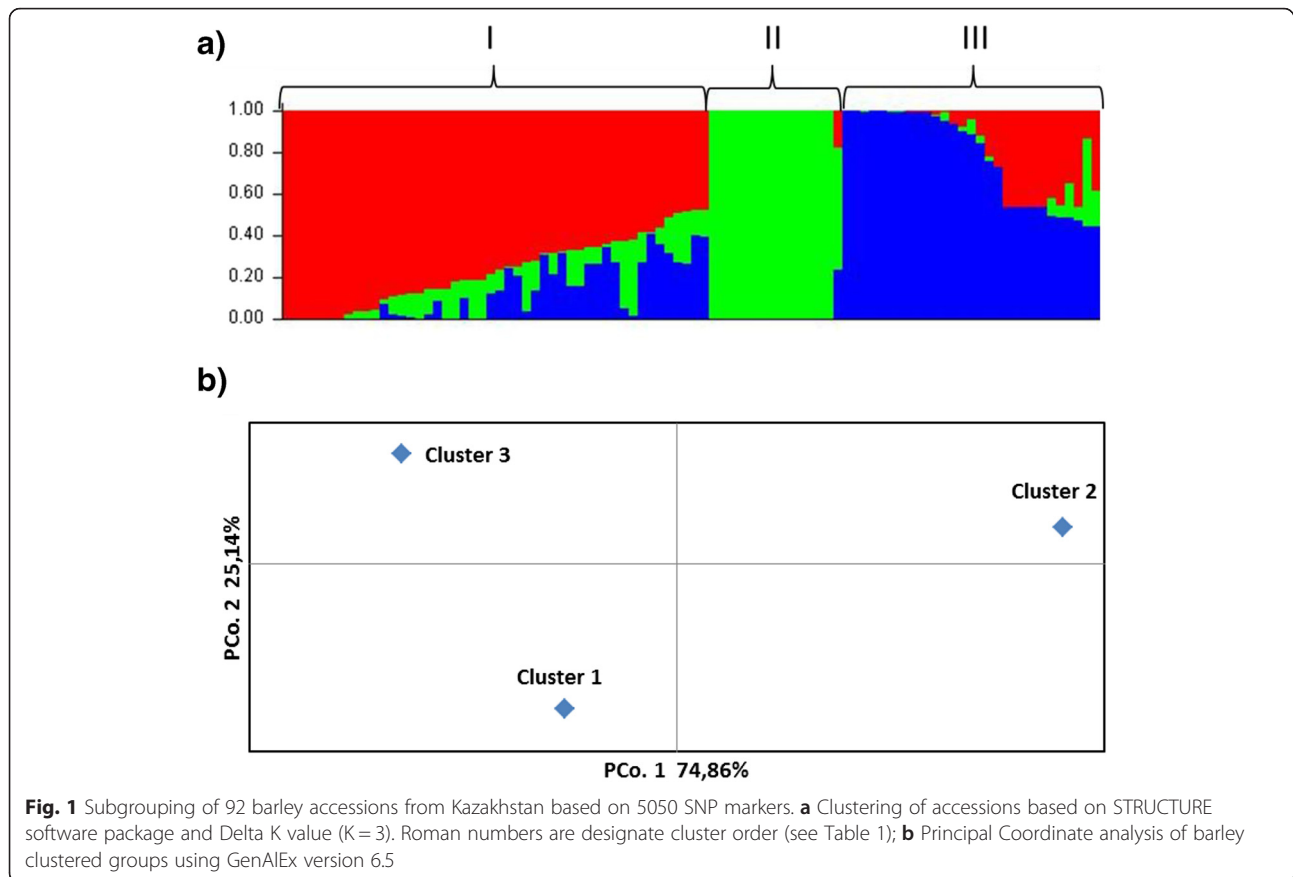 a)
I II III
1.00
0.80
0.60
0.40
0.20
0.00
b)
Cluster 3
Cluster 2
Cluster 1
PCo. 2 25,14%
PCo. 1 74,86%
Fig. 1 Subgrouping of 92 barley accessions from Kazakhstan based on 5050 SNP markers. a Clustering of accessions based on STRUCTURE
software package and Delta K value (K = 3). Roman numbers are designate cluster order (see Table 1); b Principal Coordinate analysis of barley
clustered groups using GenAlEx version 6.5